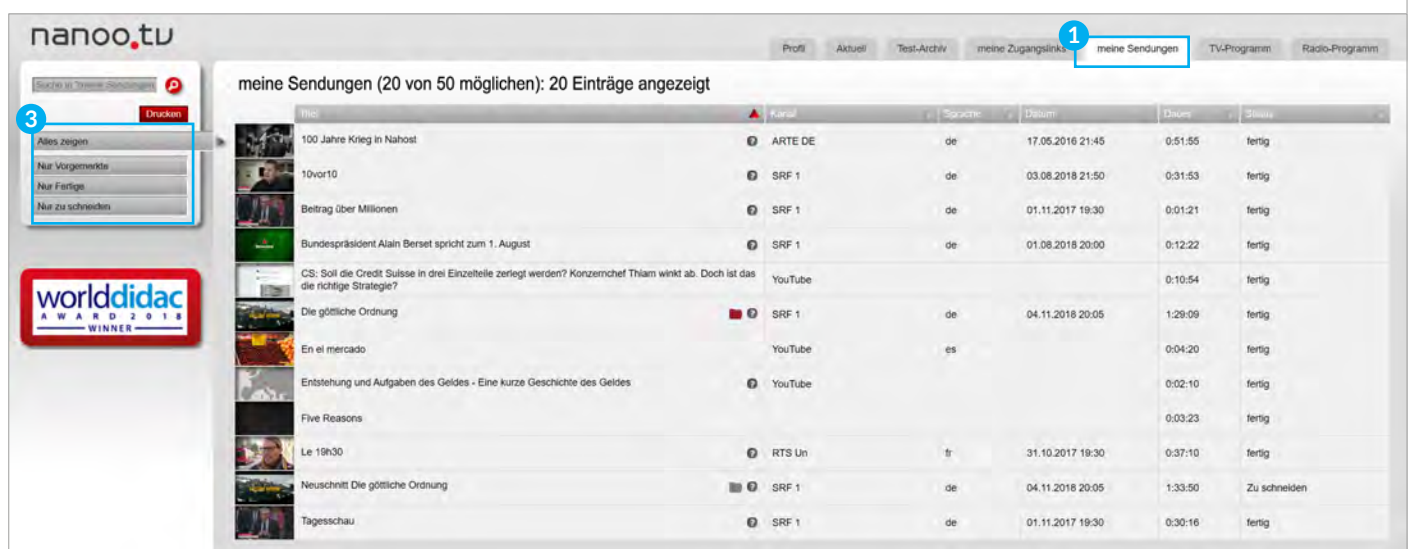 nanoo.tv
Profil Aktuell Test-Archiv meine Zugangslinks 1 meine Sendungen TV-Programm Radio-Programm
Suche in "meine Sendungen"
meine Sendungen (20 von 50 möglichen): 20 Einträge angezeigt
Drucken
3
Alles zeigen
Nur Vorgemerkte
Nur Fertige
Nur zu schneiden
worlddidac
AWARD 2018
WINNER
Titel Kanal Sprache Datum Dauer Status
100 Jahre Krieg in Nahost ? ARTE DE de 17.05.2016 21:45 0:51:55 fertig
10vor10 ? SRF 1 de 03.08.2018 21:50 0:31:53 fertig
Beitrag über Millionen ? SRF 1 de 01.11.2017 19:30 0:01:21 fertig
Bundespräsident Alain Berset spricht zum 1. August ? SRF 1 de 01.08.2018 20:00 0:12:22 fertig
CS: Soll die Credit Suisse in drei Einzelteile zerlegt werden? Konzernchef Thiam winkt ab. Doch ist das
die richtige Strategie? YouTube 0:10:54 fertig
Die göttliche Ordnung ? SRF 1 de 04.11.2018 20:05 1:29:09 fertig
En el mercado YouTube es 0:04:20 fertig
Entstehung und Aufgaben des Geldes - Eine kurze Geschichte des Geldes ? YouTube 0:02:10 fertig
Five Reasons 0:03:23 fertig
Le 19h30 ? RTS Un fr 31.10.2017 19:30 0:37:10 fertig
Neuschnitt Die göttliche Ordnung ? SRF 1 de 04.11.2018 20:05 1:33:50 Zu schneiden
Tagesschau ? SRF 1 de 01.11.2017 19:30 0:30:16 fertig